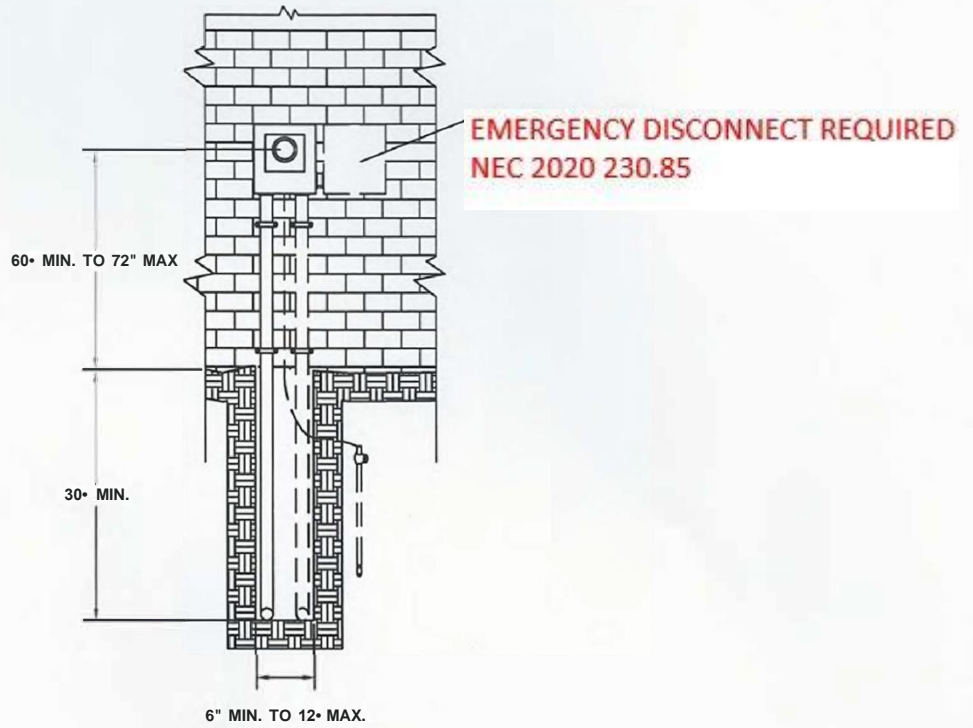 EMERGENCY DISCONNECT REQUIRED
NEC 2020 230.85
60• MIN. TO 72" MAX
30• MIN.
6" MIN. TO 12• MAX.